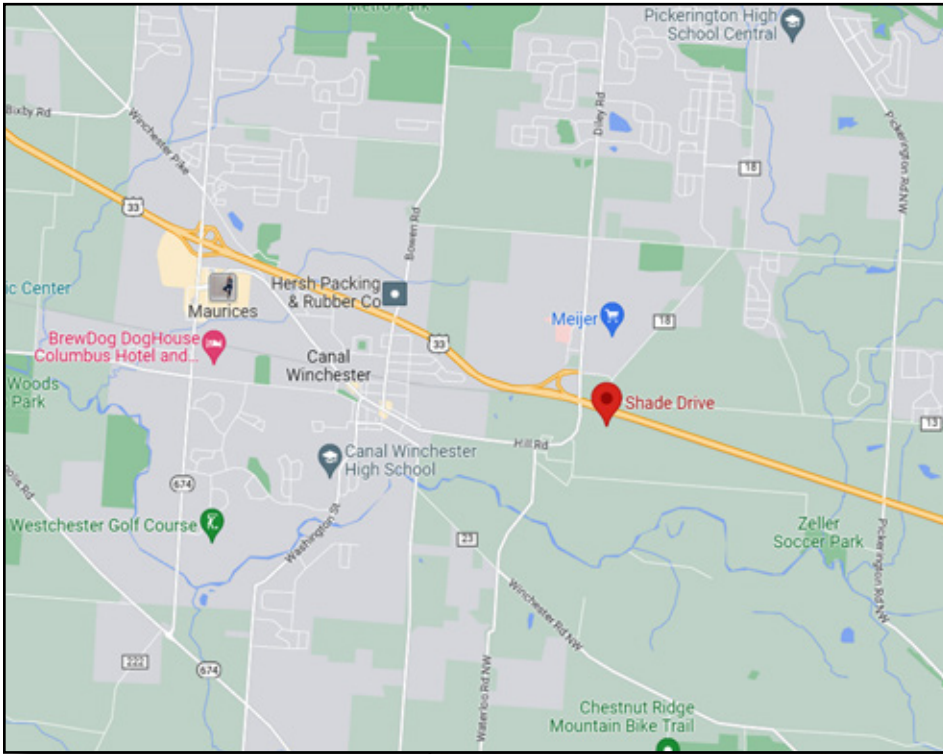 Metro Park
Pickerington High
School Central
Bixby Rd
Winchester Pike
Diley Rd
Pickerington Rd NW
18
33
Bowen Rd
ic Center
Hersh Packing
& Rubber Co
Maurices
Meijer
18
BrewDog DogHouse
Columbus Hotel and...
33
Canal
Winchester
Woods
Park
Shade Drive
13
Hill Rd
Canal Winchester
High School
polis Rd
674
Westchester Golf Course
Washington St
23
Zeller
Soccer Park
Pickerington Rd NW
Winchester Rd NW
222
674
Waterloo Rd NW
Chestnut Ridge
Mountain Bike Trail